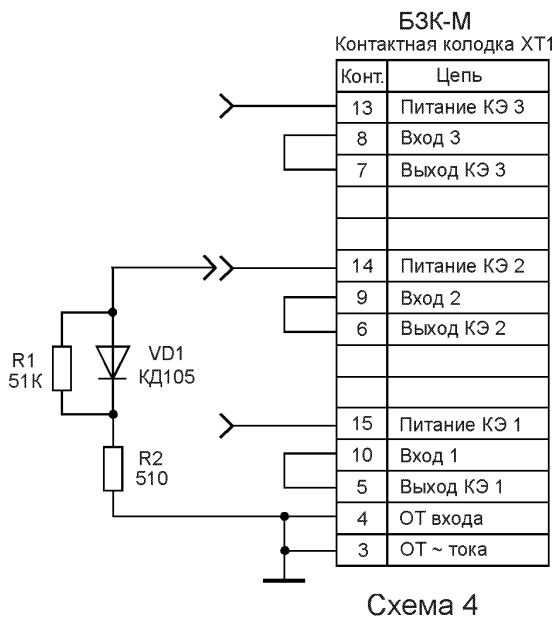 БЗК-М
Контактная колодка XT1
Конт. Цепь
13 Питание КЭ 3
8 Вход 3
7 Выход КЭ 3
14 Питание КЭ 2
9 Вход 2
6 Выход КЭ 2
R1
51К
VD1
КД105
15 Питание КЭ 1
10 Вход 1
R2
510
5 Выход КЭ 1
4 ОТ входа
3 ОТ ~ тока
Схема 4